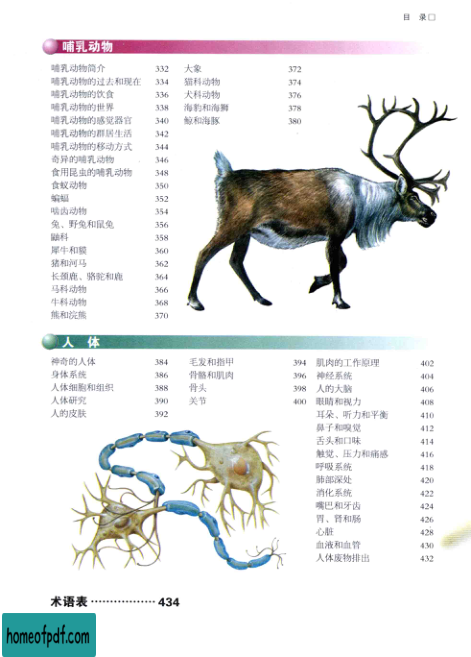 目 录□
哺乳动物
哺乳动物简介 332
哺乳动物的过去和现在 334
哺乳动物的饮食 336
哺乳动物的世界 338
哺乳动物的感觉器官 340
哺乳动物的群居生活 342
哺乳动物的移动方式 344
奇异的哺乳动物 346
食用昆虫的哺乳动物 348
食蚁动物 350
蝙蝠 352
啮齿动物 354
兔、野兔和鼠兔 356
鼬科 358
犀牛和貘 360
猪和河马 362
长颈鹿、骆驼和鹿 364
马科动物 366
牛科动物 368
熊和浣熊 370
大象 372
猫科动物 374
犬科动物 376
海豹和海狮 378
鲸和海豚 380
人 体
神奇的人体 384
身体系统 386
人体细胞和组织 388
人体研究 390
人的皮肤 392
毛发和指甲 394
骨骼和肌肉 396
骨头 398
关节 400
肌肉的工作原理 402
神经系统 404
人的大脑 406
眼睛和视力 408
耳朵、听力和平衡 410
鼻子和嗅觉 412
舌头和口味 414
触觉、压力和痛感 416
呼吸系统 418
肺部深处 420
消化系统 422
嘴巴和牙齿 424
胃、肾和肠 426
心脏 428
血液和血管 430
人体废物排出 432
术语表 ················· 434
homeofpdf.com